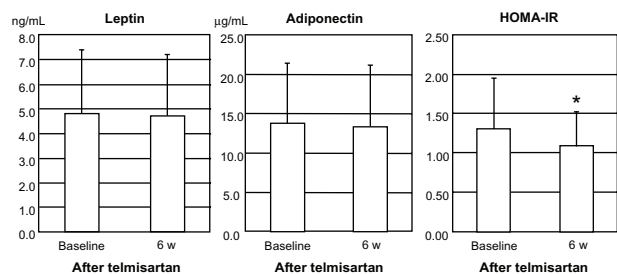 Leptin
ng/mL
8.0
7.0
6.0
5.0
4.0
3.0
2.0
1.0
0.0
Baseline 6 w
After telmisartan
Adiponectin
µg/mL
25.0
20.0
15.0
10.0
5.0
0.0
Baseline 6 w
After telmisartan
HOMA-IR
2.50
2.00
1.50
1.00
0.50
0.00
*
Baseline 6 w
After telmisartan